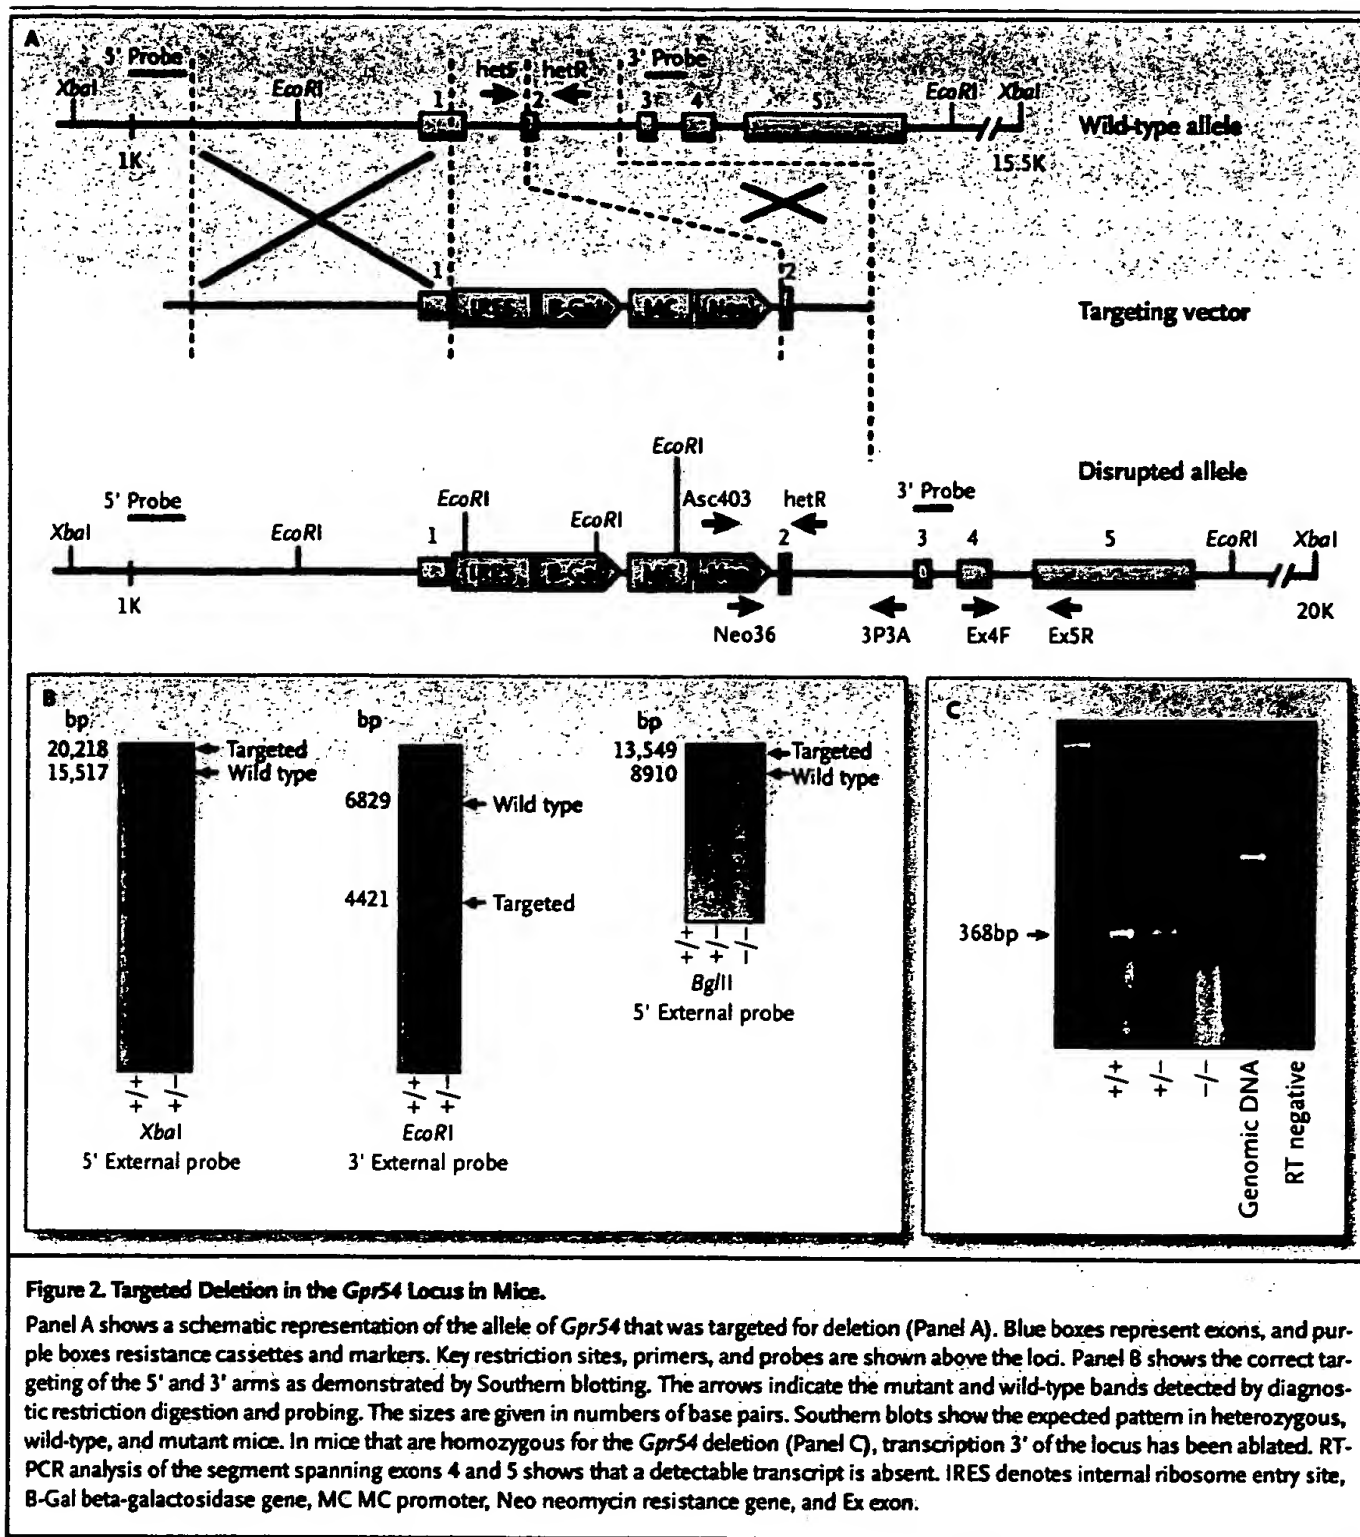 A
5' Probe
hetF
hetR
3' Probe
XbaI
EcoRI
1
2
3
4
5
EcoRI
XbaI
Wild-type allele
1K
15.5K
1
2
Targeting vector
Disrupted allele
EcoRI
5' Probe
EcoRI
Asc403
hetR
3' Probe
XbaI
EcoRI
1
EcoRI
2
3
4
5
EcoRI
XbaI
1K
Neo36
3P3A
Ex4F
Ex5R
20K
B
bp
20,218
Targeted
15,517
Wild type
+/+
+/−
XbaI
5' External probe
bp
6829
Wild type
4421
Targeted
+/+
+/−
EcoRI
3' External probe
bp
13,549
Targeted
8910
Wild type
+/+
−/+
−/−
BglII
5' External probe
C
368bp
+/+
+/−
−/−
Genomic DNA
RT negative
Figure 2. Targeted Deletion in the Gpr54 Locus in Mice.
Panel A shows a schematic representation of the allele of Gpr54 that was targeted for deletion (Panel A). Blue boxes represent exons, and pur-
ple boxes resistance cassettes and markers. Key restriction sites, primers, and probes are shown above the loci. Panel B shows the correct tar-
geting of the 5' and 3' arms as demonstrated by Southern blotting. The arrows indicate the mutant and wild-type bands detected by diagnos-
tic restriction digestion and probing. The sizes are given in numbers of base pairs. Southern blots show the expected pattern in heterozygous,
wild-type, and mutant mice. In mice that are homozygous for the Gpr54 deletion (Panel C), transcription 3' of the locus has been ablated. RT-
PCR analysis of the segment spanning exons 4 and 5 shows that a detectable transcript is absent. IRES denotes internal ribosome entry site,
B-Gal beta-galactosidase gene, MC MC promoter, Neo neomycin resistance gene, and Ex exon.